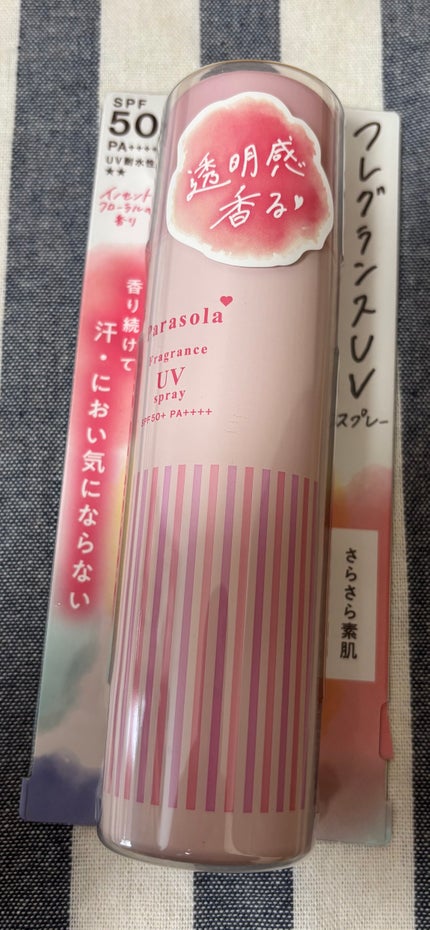 SPF
50
PA++++
UV耐水性
★★
イノセント
フローラルの
香り
香り続けて
汗・におい気にならない
透明感
香る♥
Parasola♥
Fragrance
UV
spray
SPF50+ PA++++
フレグランスUV
スプレー
さらさら素肌